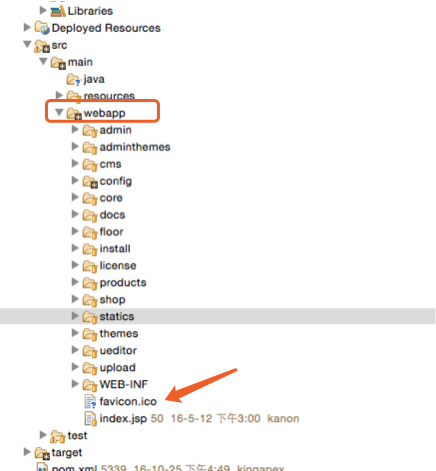 Libraries
Deployed Resources
src
main
java
resources
webapp
admin
adminthemes
cms
config
core
docs
floor
install
license
products
shop
statics
themes
ueditor
upload
WEB-INF
favicon.ico
index.jsp 50 16-5-12 下午3:00 kanon
test
target
pom.xml 5339 16-10-25 下午4:49 kingapex